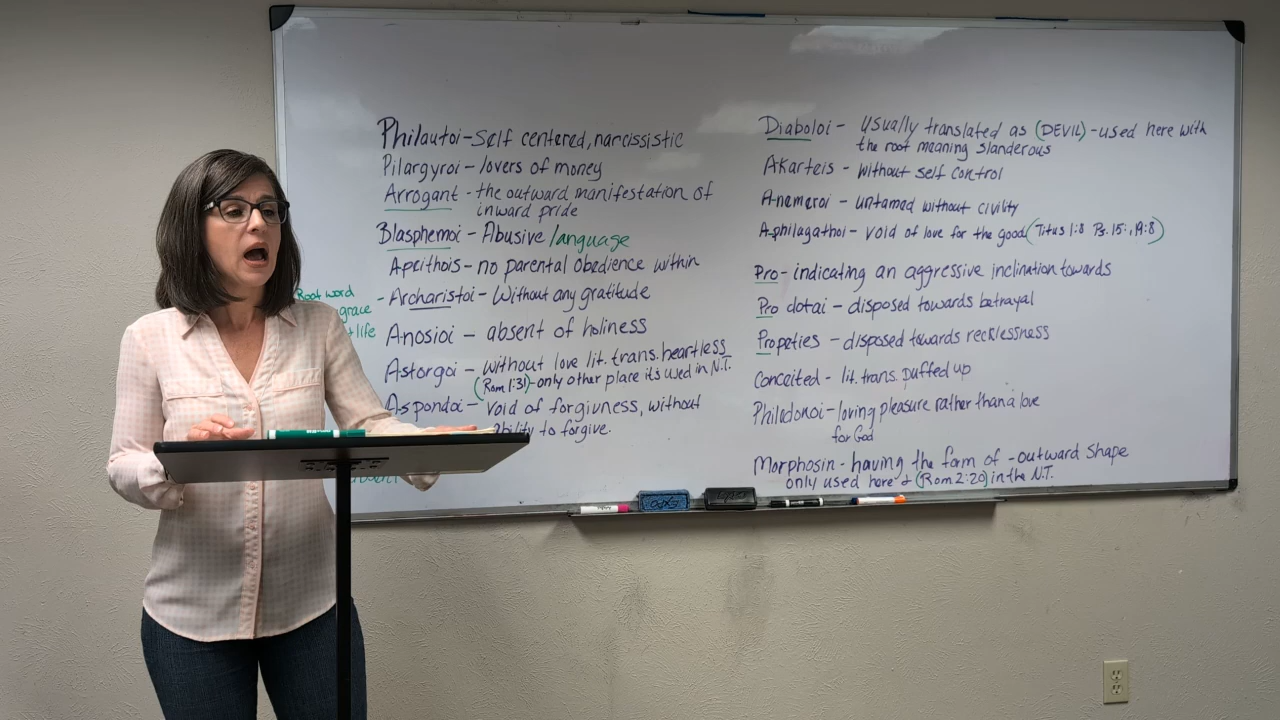 Philautoi - Self centered, narcissistic
Pilargyroi - lovers of money
Arrogant - the outward manifestation of
inward pride
Blasphemoi - Abusive language
Apeithois - no parental obedience within
Root word
grace
life
- Archaristoi - Without any gratitude
Anosioi - absent of holiness
Astorgoi - without love lit. trans. heartless
(Rom 1:31) - only other place its used in N.T.
Aspondoi - void of forgivness, without
ability to forgive.
Diaboloi - usually translated as (DEVIL) - used here with
the root meaning slanderous
Akarteis - without self control
Anemeroi - untamed without civility
Aphilagathoi - void of love for the good (Titus 1:8 Ps. 15:, 19:8)
Pro - indicating an aggressive inclination towards
Pro dotai - disposed towards betrayal
Propeties - disposed towards recklessness
Conceited - lit. trans. puffed up
Philedonoi - loving pleasure rather than a love
for God
Morphosin - having the form of - outward shape
only used here & (Rom 2:20) in the N.T.